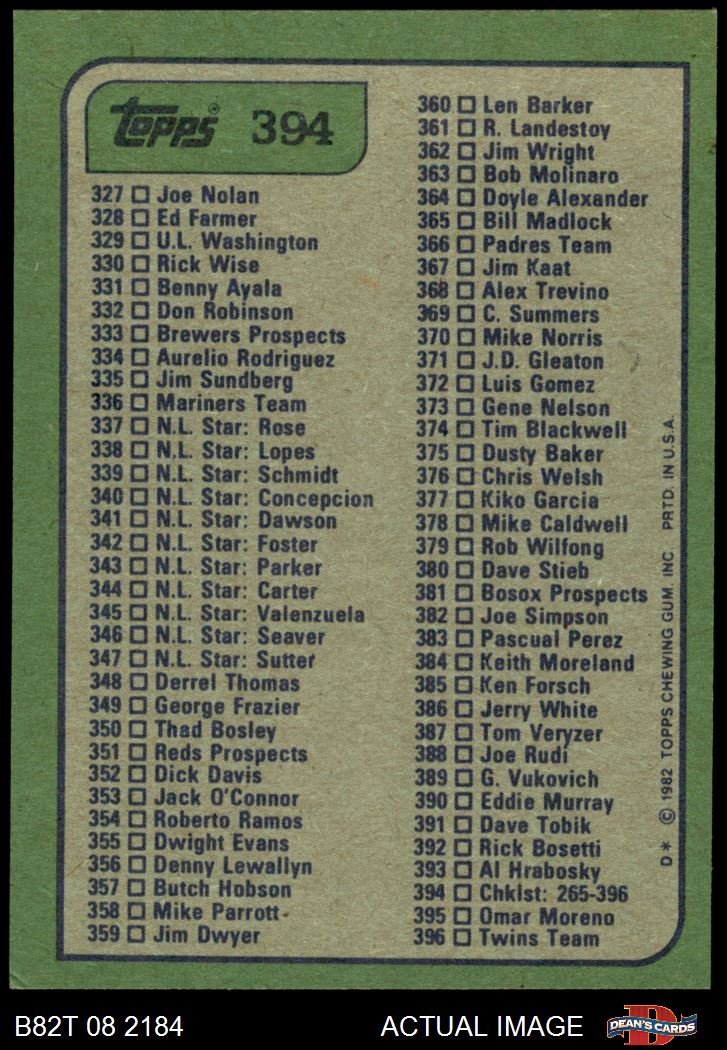 Topps 394
327 Joe Nolan
328 Ed Farmer
329 U.L. Washington
330 Rick Wise
331 Benny Ayala
332 Don Robinson
333 Brewers Prospects
334 Aurelio Rodriguez
335 Jim Sundberg
336 Mariners Team
337 N.L. Star: Rose
338 N.L. Star: Lopes
339 N.L. Star: Schmidt
340 N.L. Star: Concepcion
341 N.L. Star: Dawson
342 N.L. Star: Foster
343 N.L. Star: Parker
344 N.L. Star: Carter
345 N.L. Star: Valenzuela
346 N.L. Star: Seaver
347 N.L. Star: Sutter
348 Derrel Thomas
349 George Frazier
350 Thad Bosley
351 Reds Prospects
352 Dick Davis
353 Jack O'Connor
354 Roberto Ramos
355 Dwight Evans
356 Denny Lewallyn
357 Butch Hobson
358 Mike Parrott
359 Jim Dwyer
360 Len Barker
361 R. Landestoy
362 Jim Wright
363 Bob Molinaro
364 Doyle Alexander
365 Bill Madlock
366 Padres Team
367 Jim Kaat
368 Alex Trevino
369 C. Summers
370 Mike Norris
371 J.D. Gleaton
372 Luis Gomez
373 Gene Nelson
374 Tim Blackwell
375 Dusty Baker
376 Chris Welsh
377 Kiko Garcia
378 Mike Caldwell
379 Rob Wilfong
380 Dave Stieb
381 Bosox Prospects
382 Joe Simpson
383 Pascual Perez
384 Keith Moreland
385 Ken Forsch
386 Jerry White
387 Tom Veryzer
388 Joe Rudi
389 G. Vukovich
390 Eddie Murray
391 Dave Tobik
392 Rick Bosetti
393 Al Hrabosky
394 Chklst: 265-396
395 Omar Moreno
396 Twins Team
D* © 1982 TOPPS CHEWING GUM, INC. PRTD. IN U.S.A.
B82T 08 2184
ACTUAL IMAGE
DEAN'S CARDS